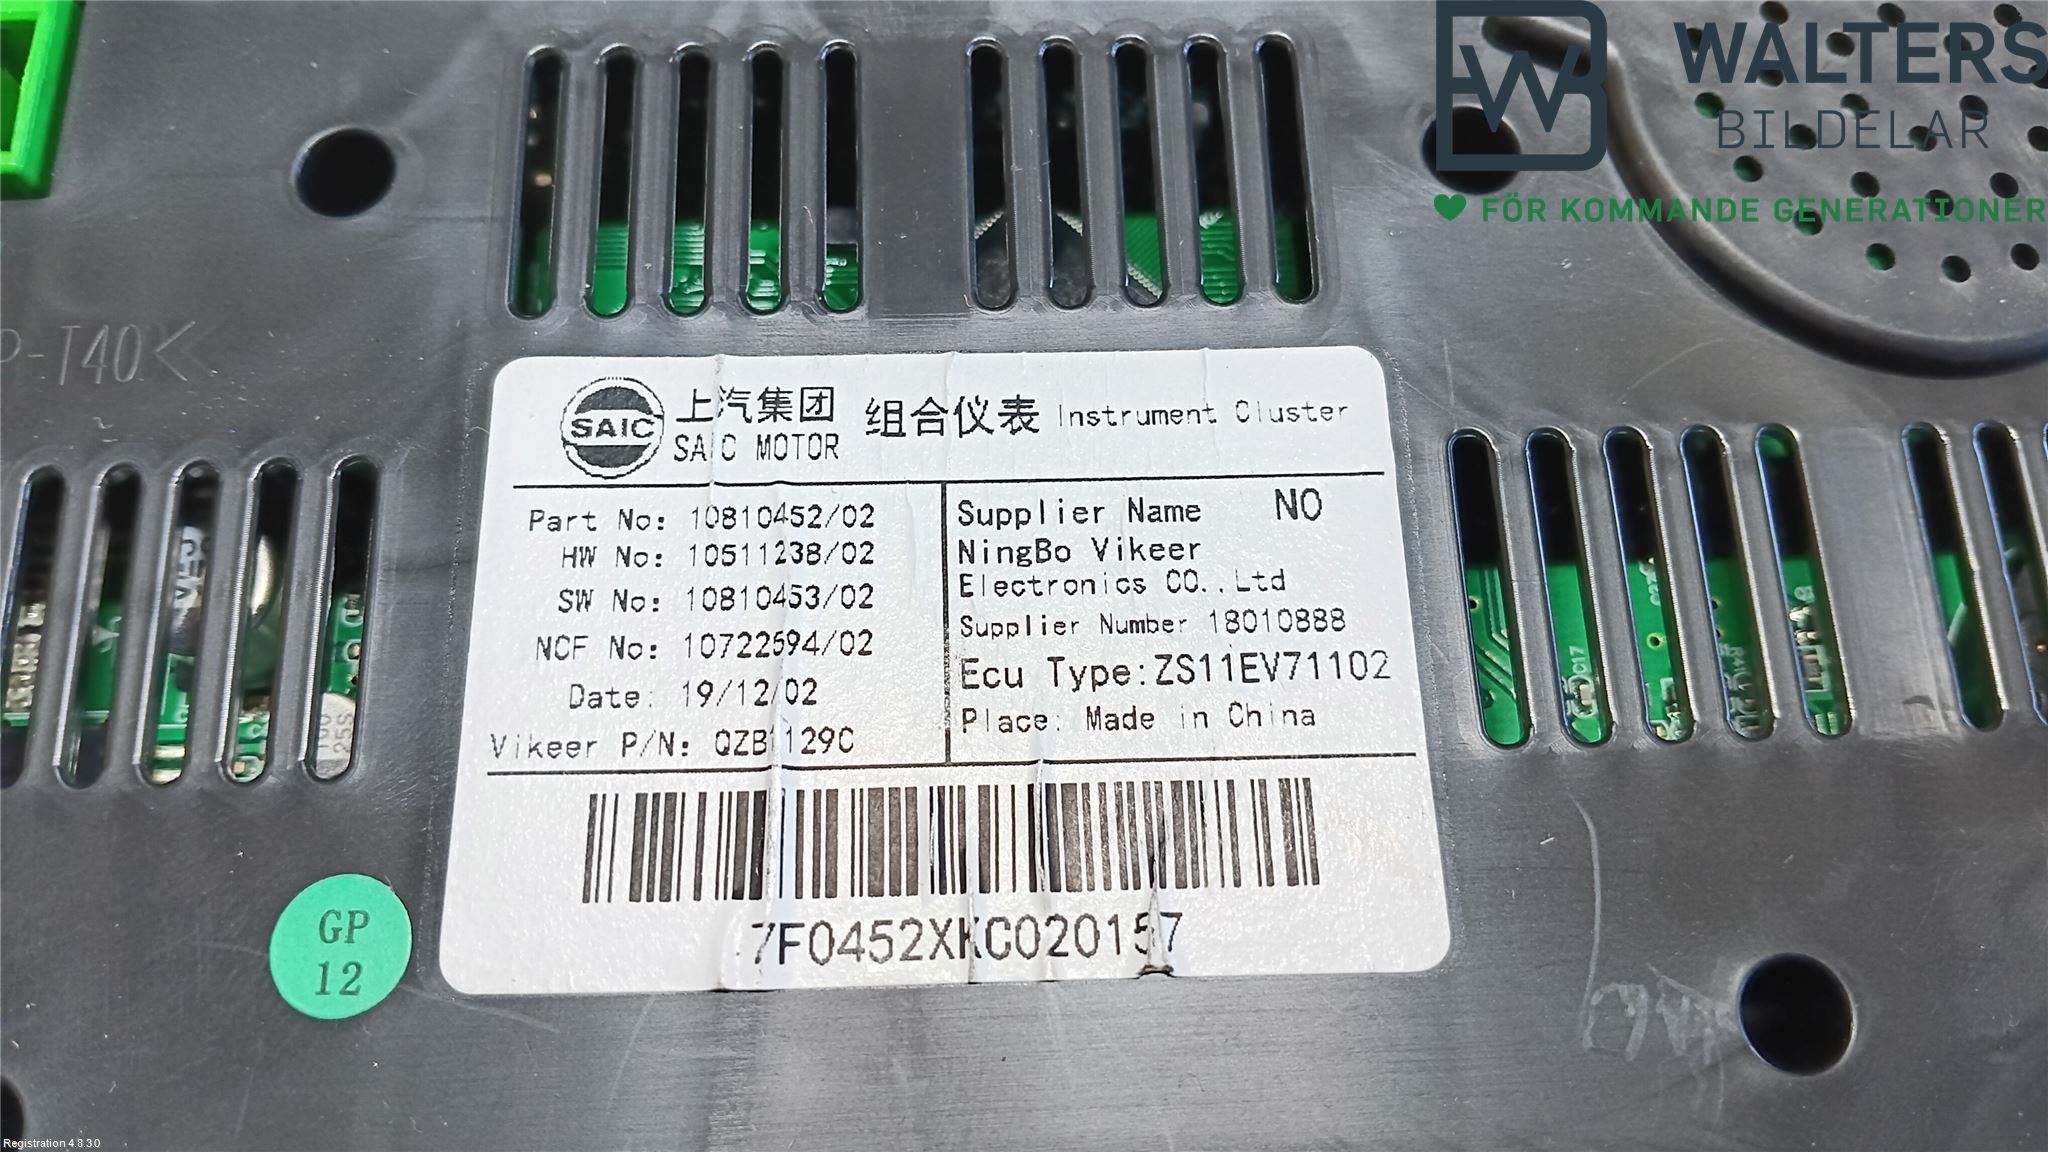 WALTERS
BILDELAR
FÖR KOMMANDE GENERATIONER
P-T40<
SAIC
上汽集团
SAIC MOTOR
组合仪表 Instrument Cluster
Part No: 10810452/02
HW No: 10511238/02
SW No: 10810453/02
NCF No: 10722594/02
Date: 19/12/02
Vikeer P/N: QZB1129C
Supplier Name NO
NingBo Vikeer
Electronics CO.,Ltd
Supplier Number 18010888
Ecu Type:ZS11EV71102
Place: Made in China
7F0452XKC020157
GP
12
Registration 4.8.3.0